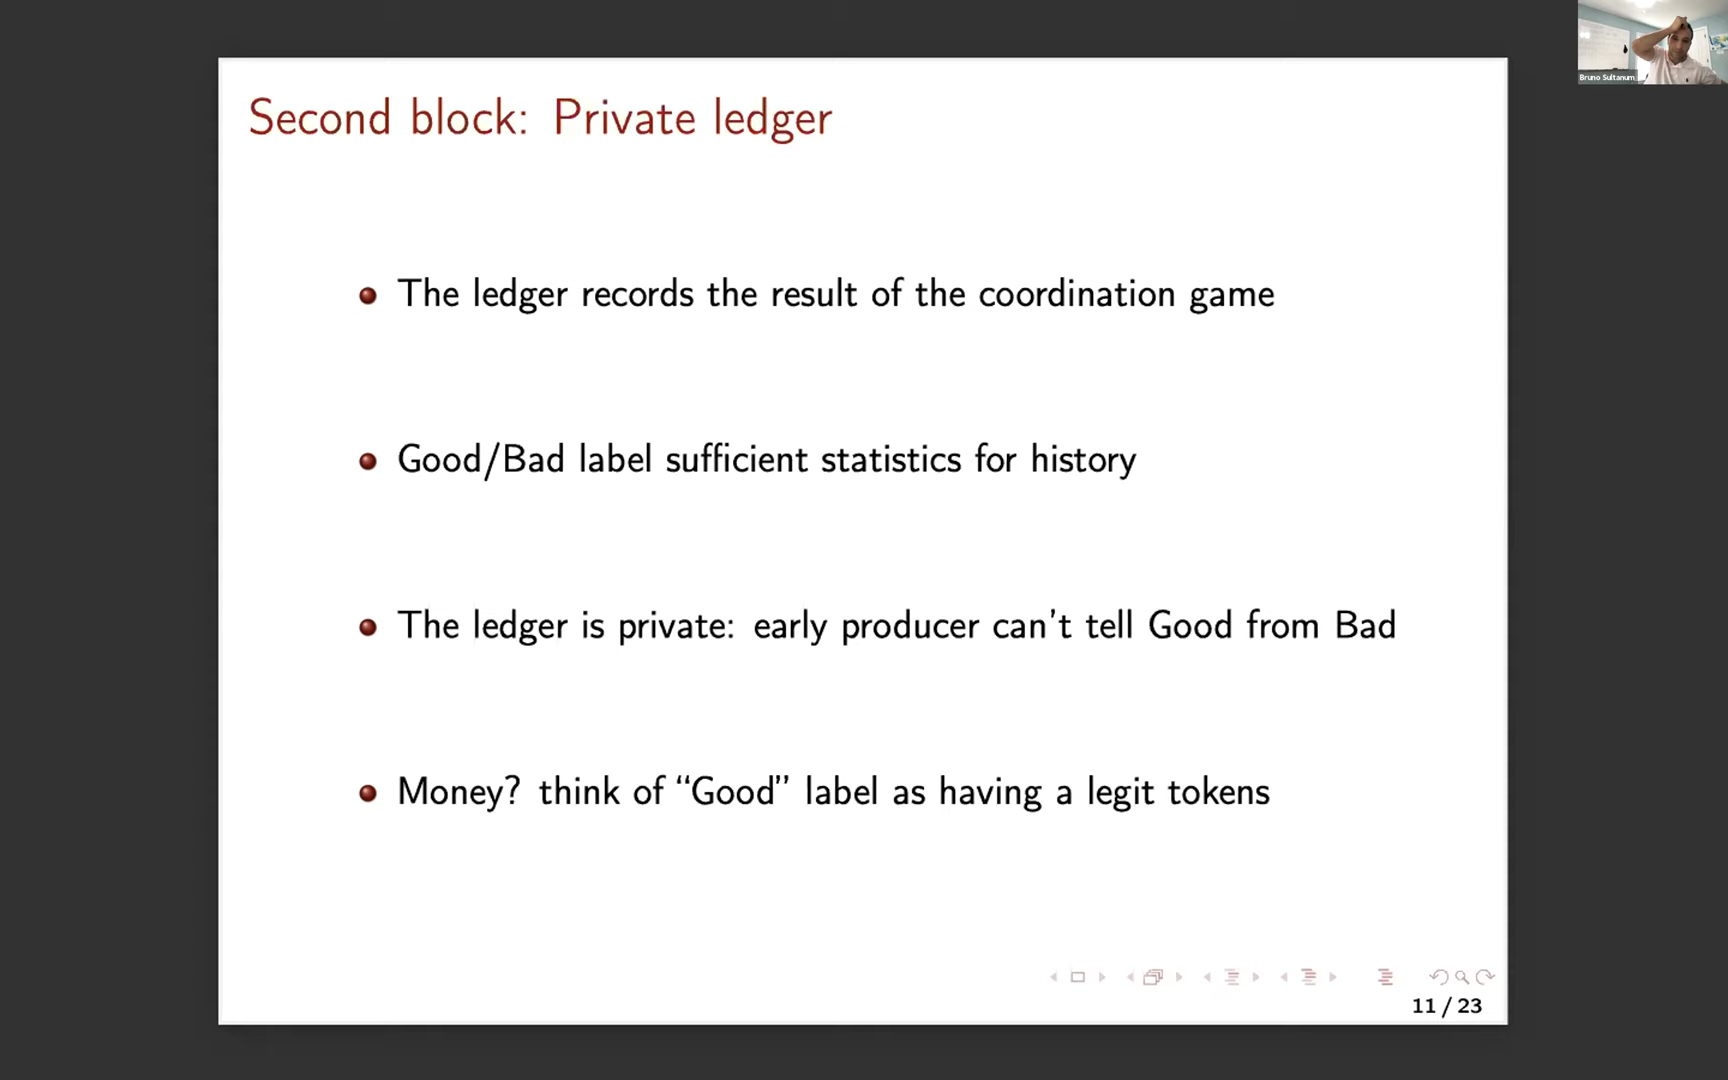 Bruno Sultanum
Second block: Private ledger
The ledger records the result of the coordination game
Good/Bad label sufficient statistics for history
The ledger is private: early producer can't tell Good from Bad
Money? think of “Good” label as having a legit tokens
11 / 23